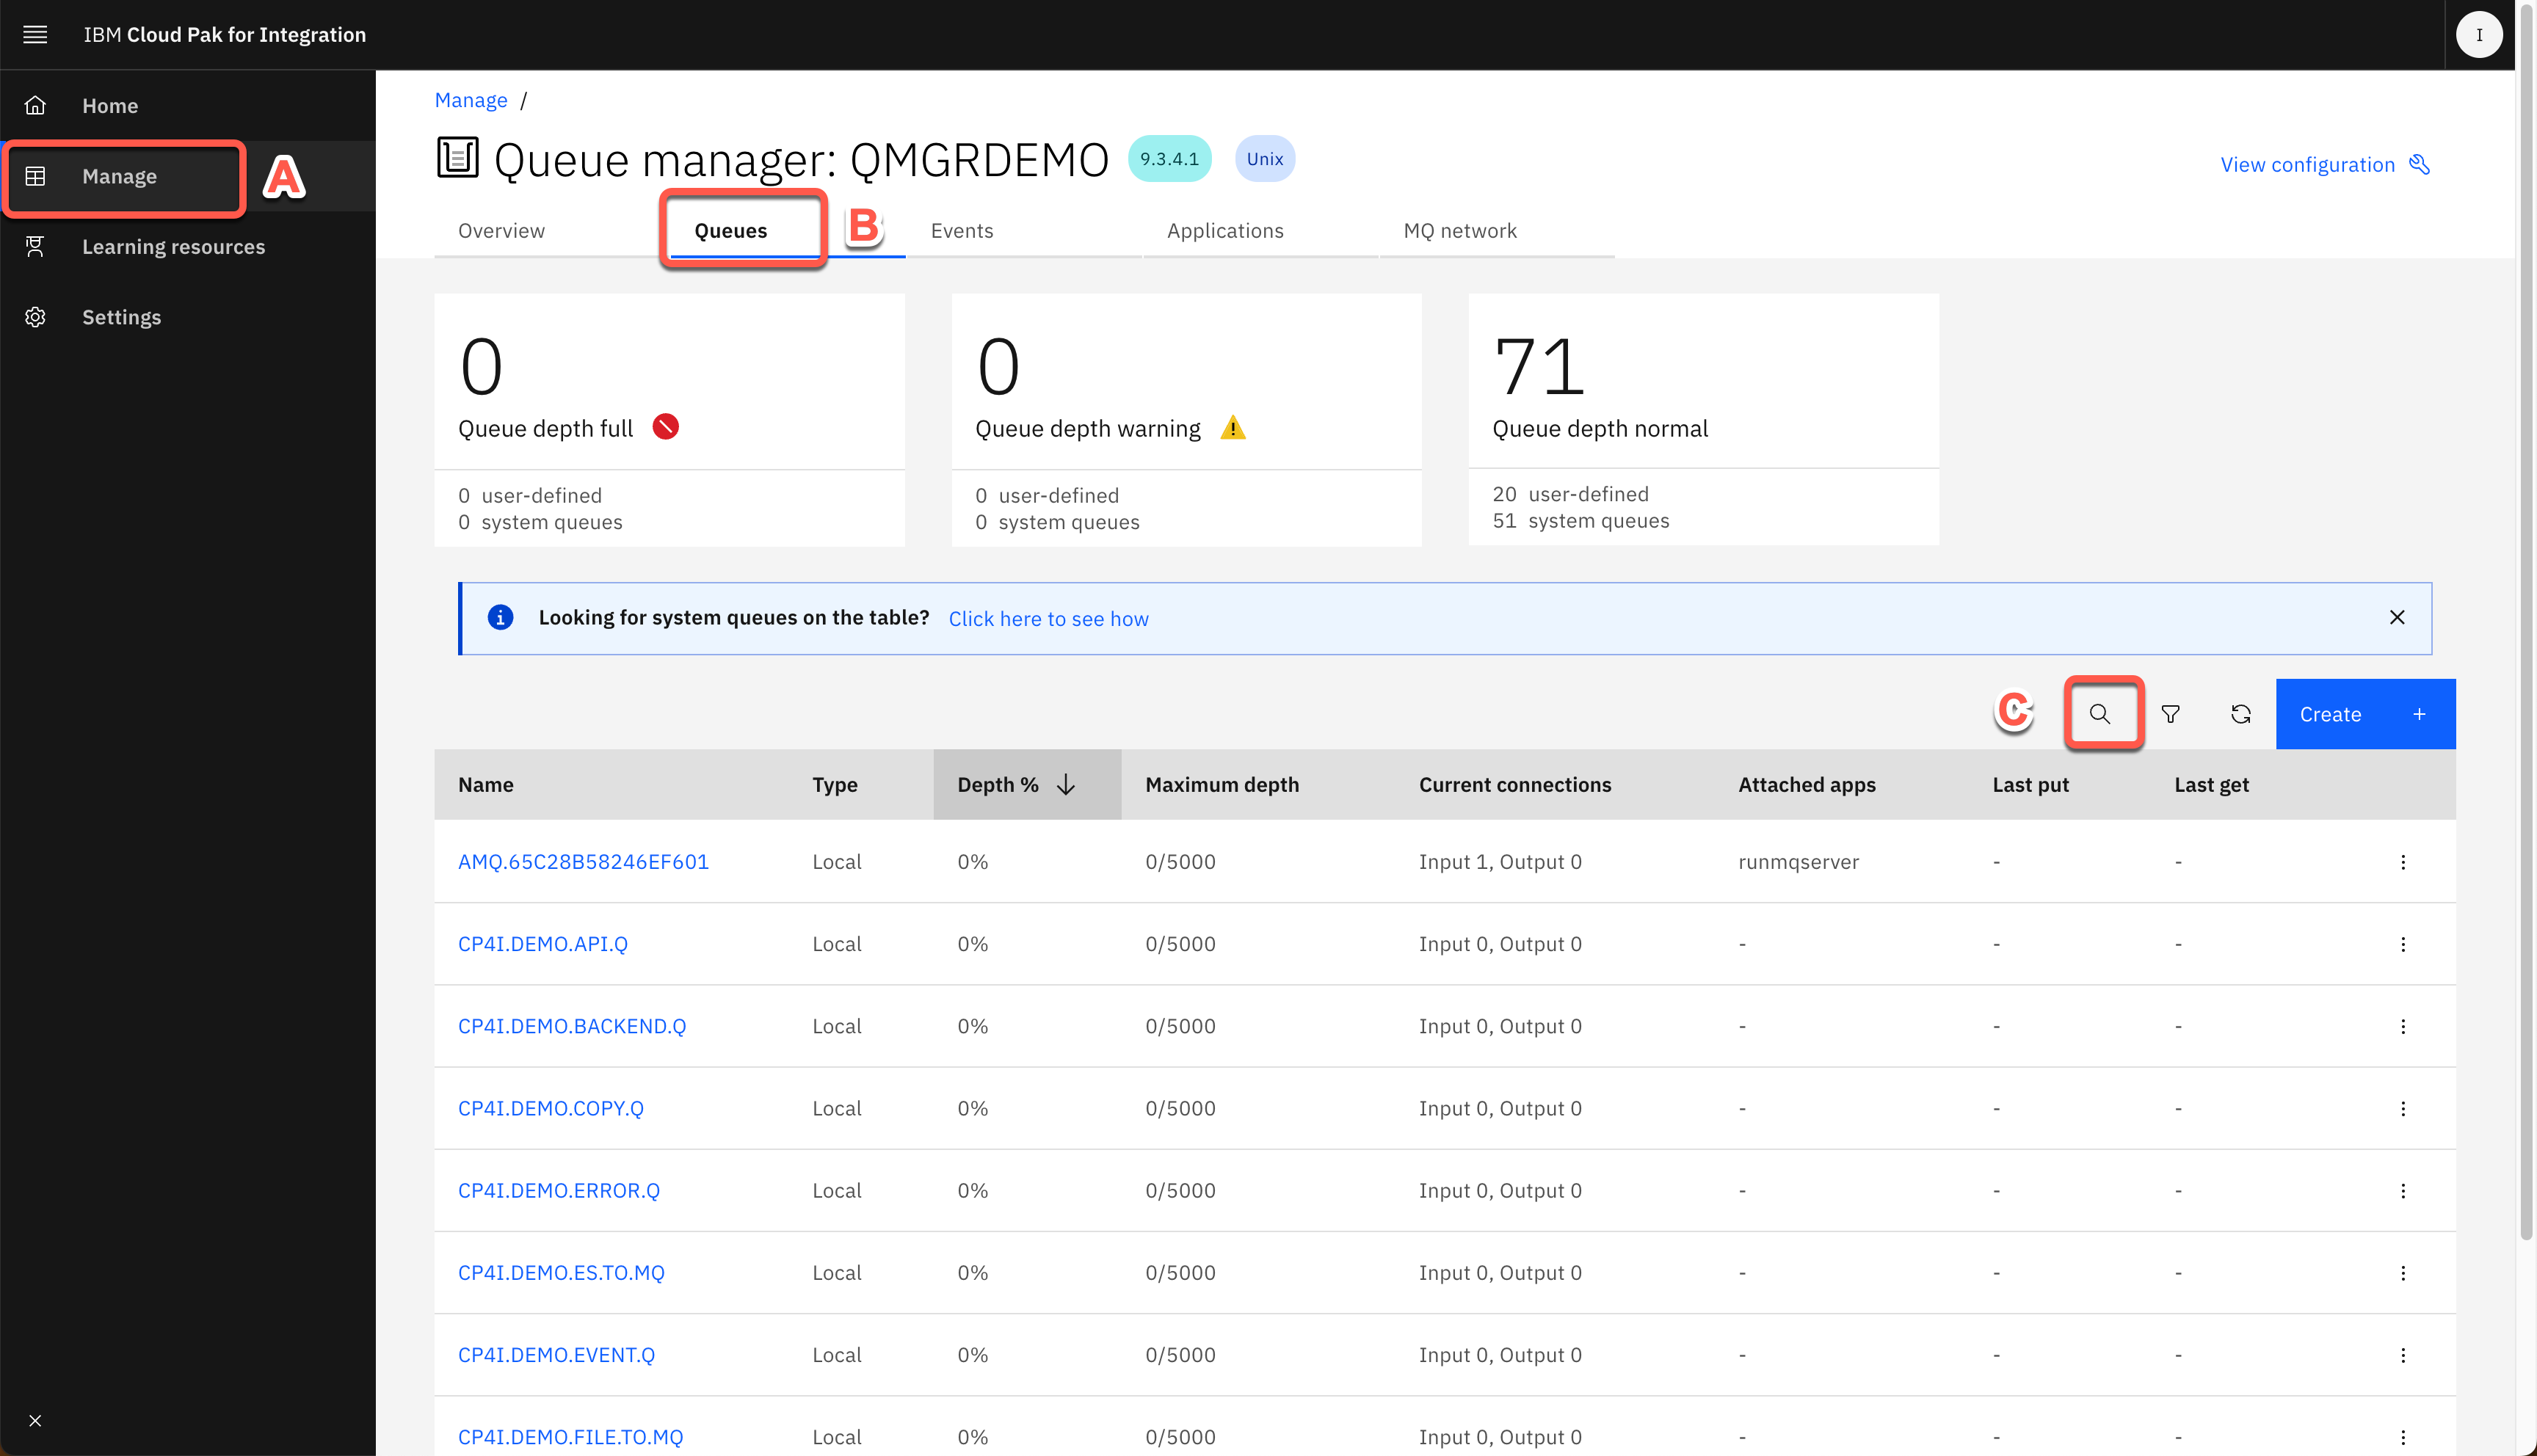 IBM Cloud Pak for Integration
I
Home
Manage
A
Learning resources
Settings
Manage /
Queue manager: QMGRDEMO 9.3.4.1 Unix
View configuration
Overview Queues B Events Applications MQ network
0
Queue depth full
0 user-defined
0 system queues
0
Queue depth warning
0 user-defined
0 system queues
71
Queue depth normal
20 user-defined
51 system queues
Looking for system queues on the table? Click here to see how
C
Create +
Name Type Depth % Maximum depth Current connections Attached apps Last put Last get
AMQ.65C28B58246EF601 Local 0% 0/5000 Input 1, Output 0 runmqserver - -
CP4I.DEMO.API.Q Local 0% 0/5000 Input 0, Output 0 - - -
CP4I.DEMO.BACKEND.Q Local 0% 0/5000 Input 0, Output 0 - - -
CP4I.DEMO.COPY.Q Local 0% 0/5000 Input 0, Output 0 - - -
CP4I.DEMO.ERROR.Q Local 0% 0/5000 Input 0, Output 0 - - -
CP4I.DEMO.ES.TO.MQ Local 0% 0/5000 Input 0, Output 0 - - -
CP4I.DEMO.EVENT.Q Local 0% 0/5000 Input 0, Output 0 - - -
CP4I.DEMO.FILE.TO.MQ Local 0% 0/5000 Input 0, Output 0 - - -